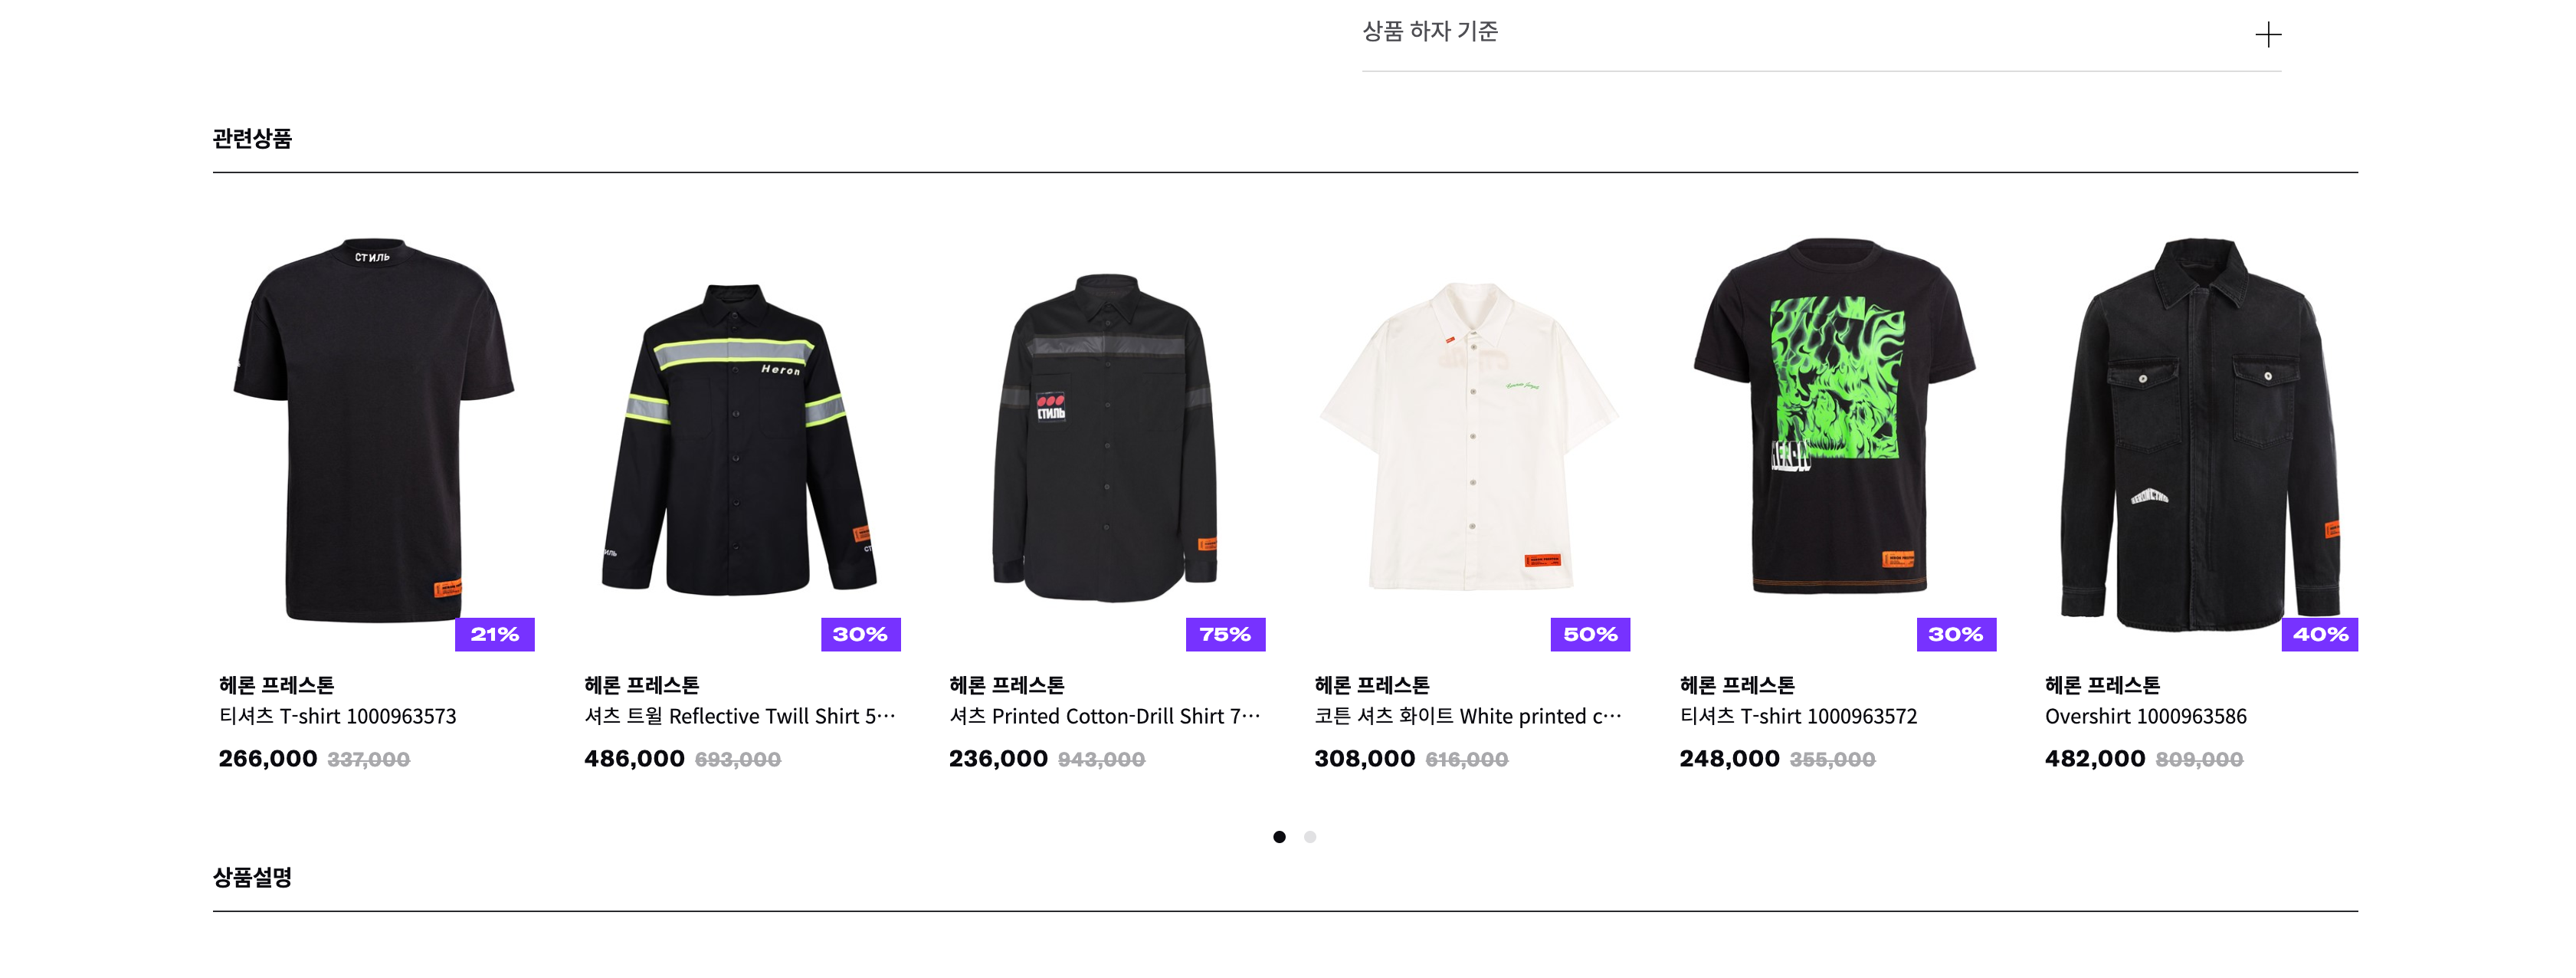 상품 하자 기준
관련상품
СТИЛЬ
Heron
СТИЛЬ
HERON
21%
30%
75%
50%
30%
40%
헤론 프레스톤
티셔츠 T-shirt 1000963573
266,000 337,000
헤론 프레스톤
셔츠 트윌 Reflective Twill Shirt 5…
486,000 693,000
헤론 프레스톤
셔츠 Printed Cotton-Drill Shirt 7…
236,000 943,000
헤론 프레스톤
코튼 셔츠 화이트 White printed c…
308,000 616,000
헤론 프레스톤
티셔츠 T-shirt 1000963572
248,000 355,000
헤론 프레스톤
Overshirt 1000963586
482,000 809,000
상품설명